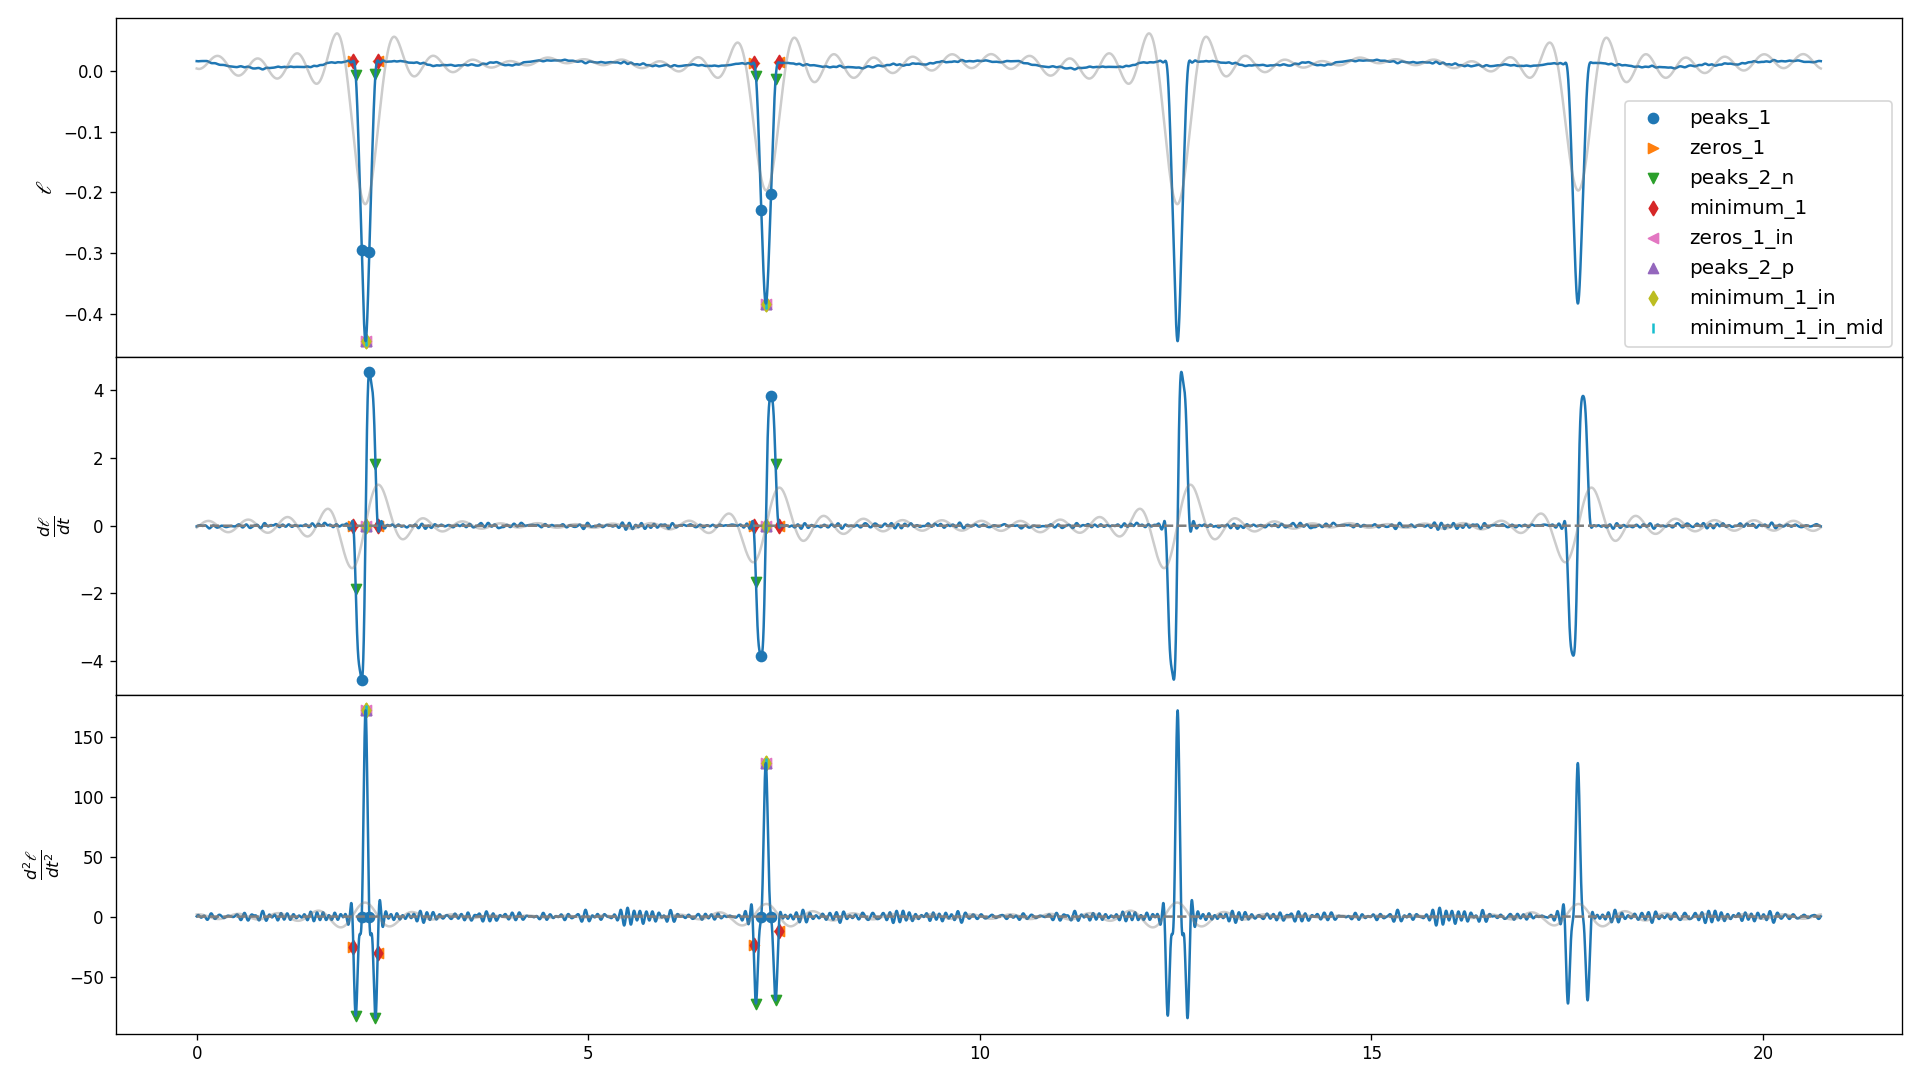 0.0
−0.1
−0.2
−0.3
−0.4
ℓ
peaks_1
zeros_1
peaks_2_n
minimum_1
zeros_1_in
peaks_2_p
minimum_1_in
minimum_1_in_mid
4
2
0
−2
−4
dℓ
dt
150
100
50
0
−50
d²ℓ
dt²
0 5 10 15 20